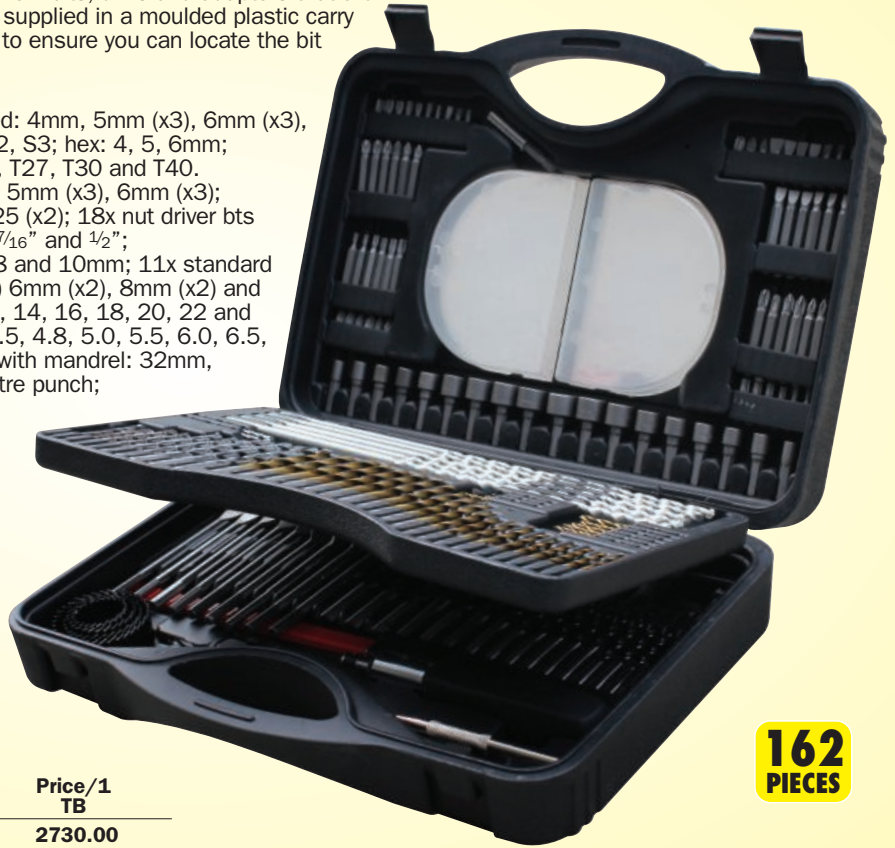 supplied in a moulded plastic carry
to ensure you can locate the bit
d: 4mm, 5mm (x3), 6mm (x3),
2, S3; hex: 4, 5, 6mm;
, T27, T30 and T40.
5mm (x3), 6mm (x3);
25 (x2); 18x nut driver bts
7/16” and 1/2”;
8 and 10mm; 11x standard
) 6mm (x2), 8mm (x2) and
, 14, 16, 18, 20, 22 and
.5, 4.8, 5.0, 5.5, 6.0, 6.5,
with mandrel: 32mm,
tre punch;
162
PIECES
Price/1
TB
2730.00